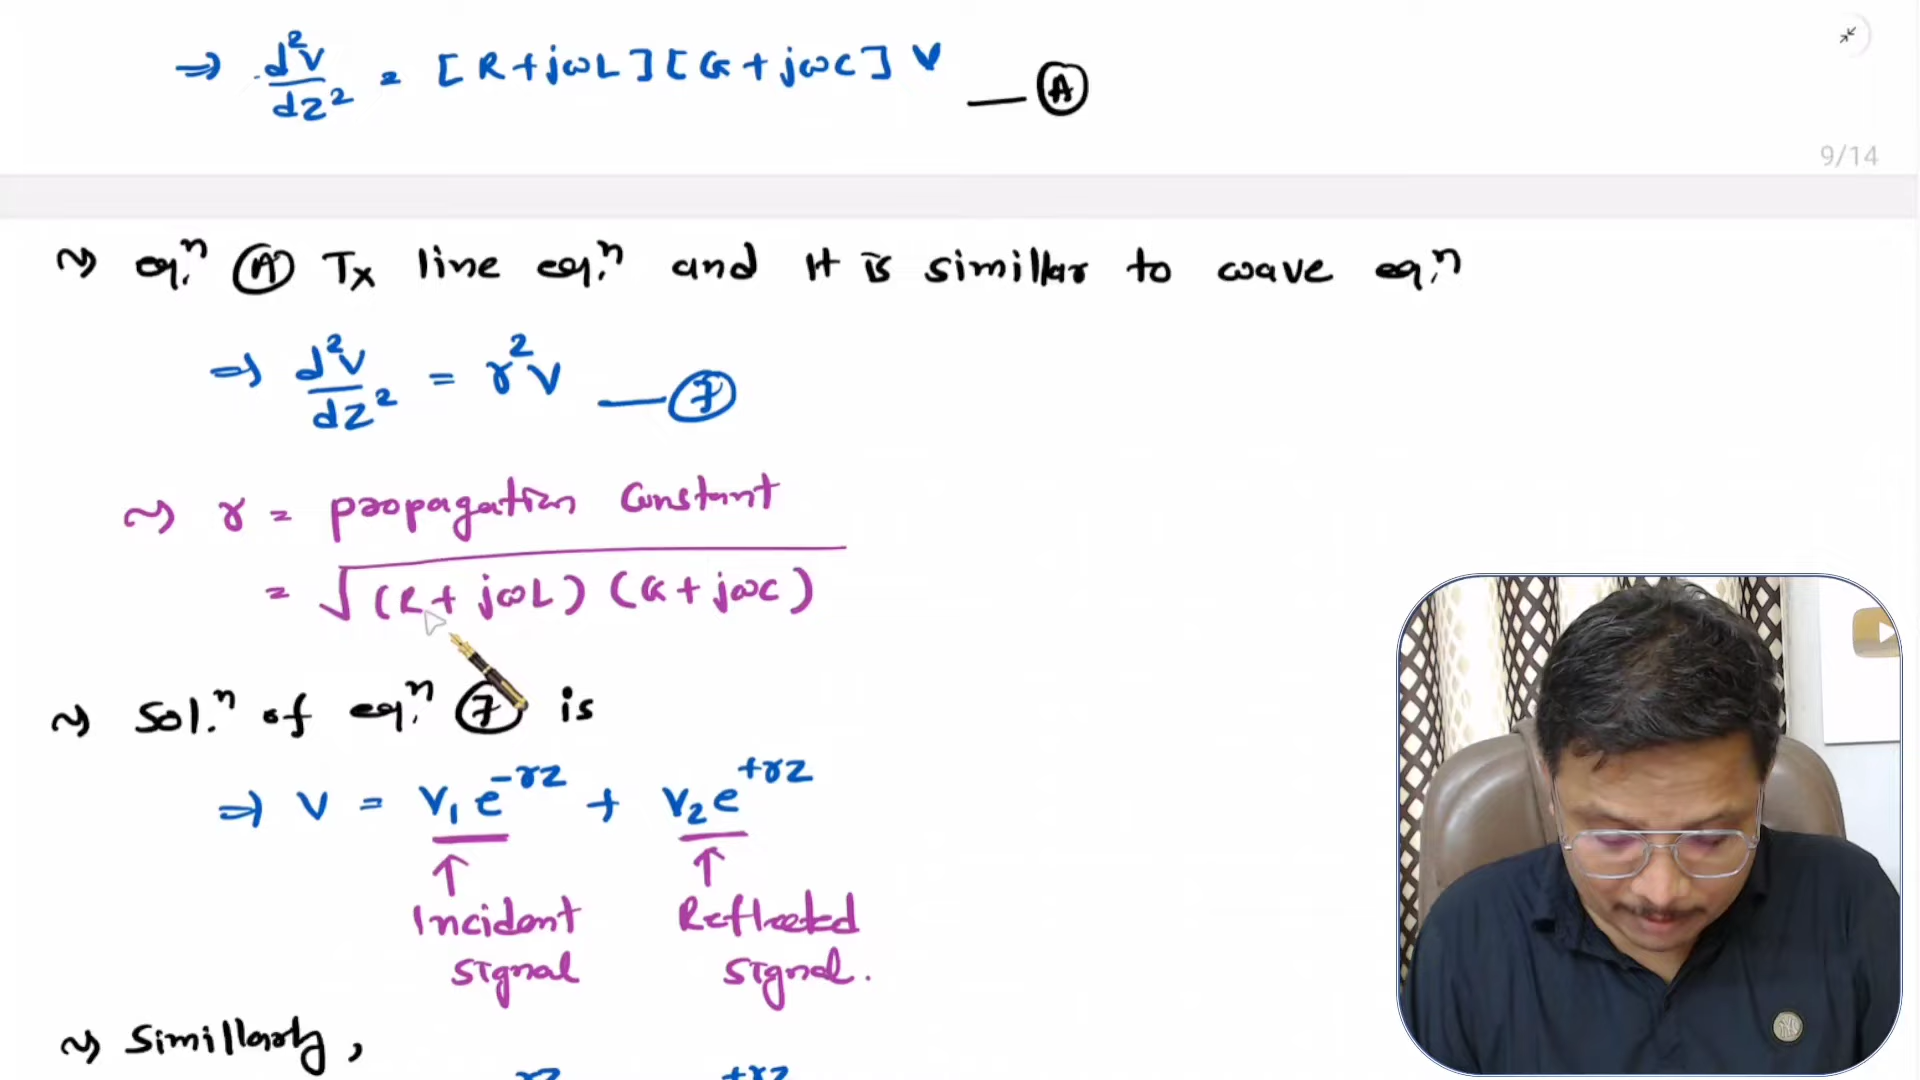 ⇒ d²V/dz² = [R+jωL][G+jωC] V — Ⓐ
9/14
~> eq.ⁿ Ⓐ Tx line eq.ⁿ and it is simillar to wave eq.ⁿ
⇒ d²V/dz² = γ²V — ⑦
~> γ = propagation constant
= √(R+jωL) (G+jωC)
~> Sol.ⁿ of eq.ⁿ ⑦ is
⇒ V = V₁e^-γz + V₂e^+γz
↑ ↑
Incident Reflected
signal signal.
~> Simillarly,